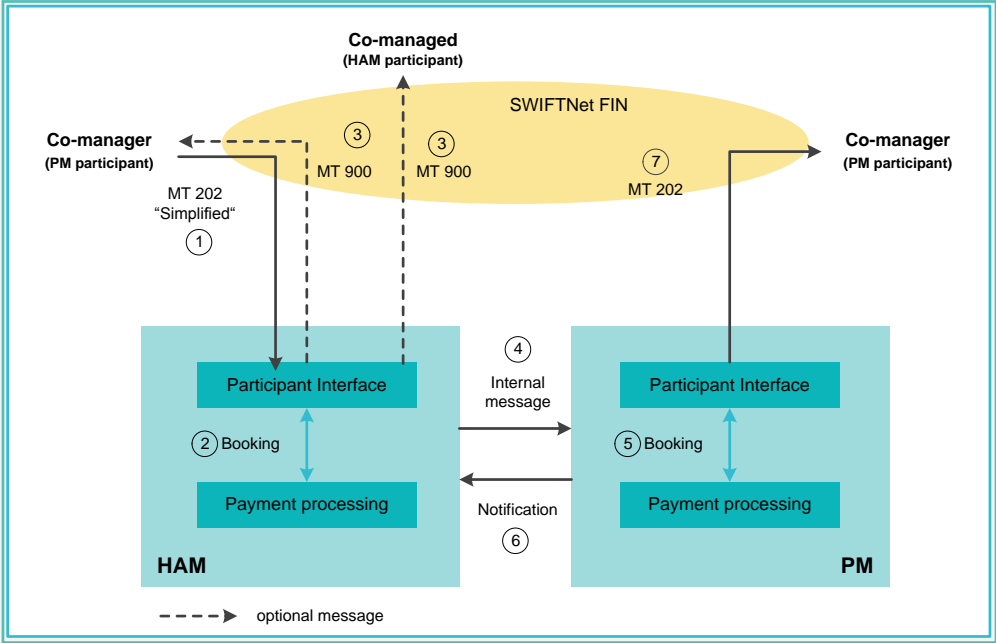 Co-managed
(HAM participant)
SWIFTNet FIN
Co-manager
(PM participant)
3
MT 900
3
MT 900
7
MT 202
Co-manager
(PM participant)
MT 202
“Simplified“
1
Participant Interface
2 Booking
Payment processing
HAM
4
Internal
message
Notification
6
Participant Interface
5 Booking
Payment processing
PM
optional message